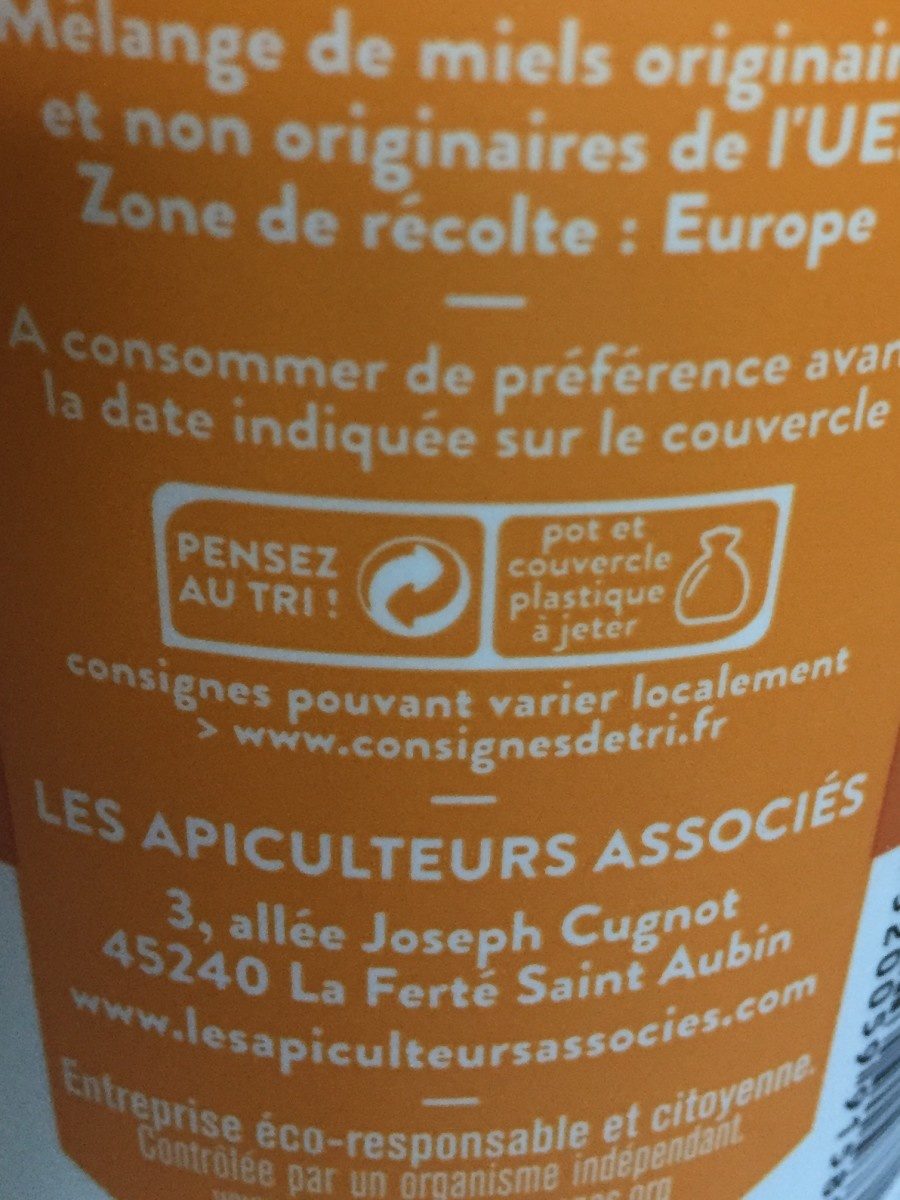 Mélange de miels originair
et non originaires de l'UE.
Zone de récolte : Europe
A consommer de préférence avan
la date indiquée sur le couvercle
PENSEZ
AU TRI !
pot et
couvercle
plastique
à jeter
consignes pouvant varier localement
> www.consignesdetri.fr
LES APICULTEURS ASSOCIÉS
3, allée Joseph Cugnot
45240 La Ferté Saint Aubin
www.lesapiculteursassocies.com
Entreprise éco-responsable et citoyenne.
Contrôlée par un organisme indépendant.